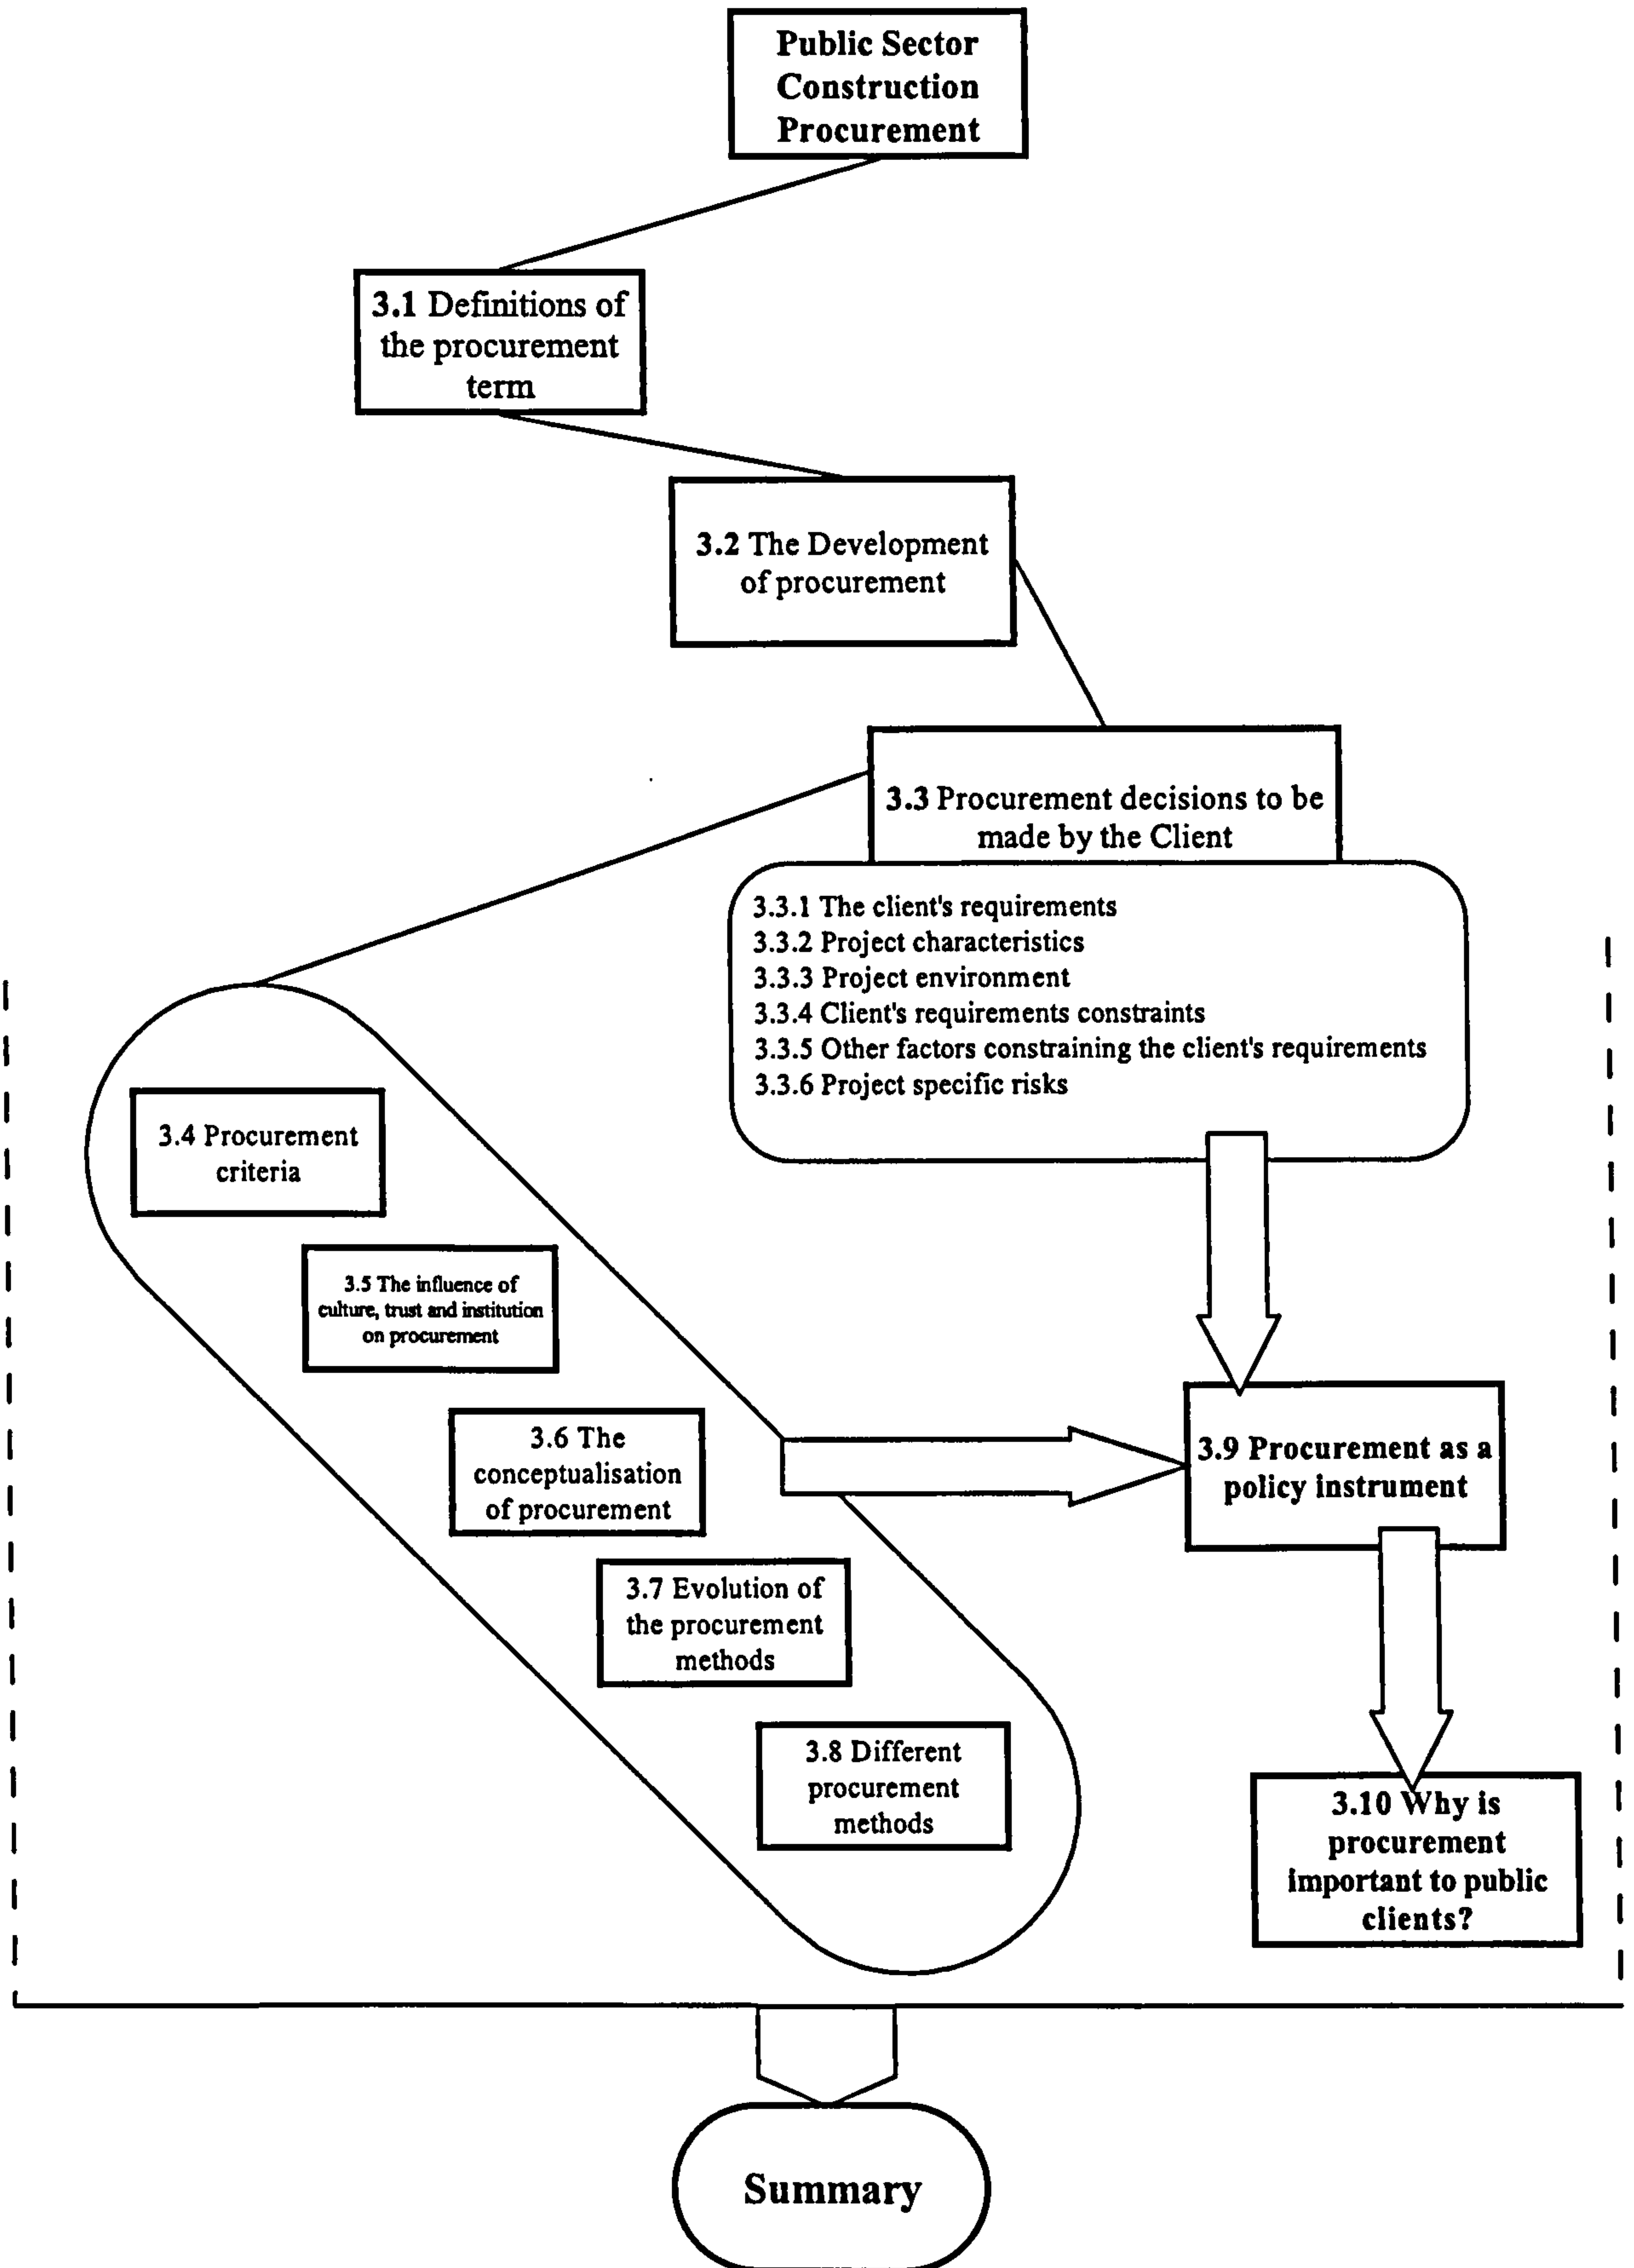 Public Sector
Construction
Procurement
3.1 Definitions of
the procurement
term
3.2 The Development
of procurement
3.3 Procurement decisions to be
made by the Client
3.3.1 The client's requirements
3.3.2 Project characteristics
3.3.3 Project environment
3.3.4 Client's requirements constraints
3.3.5 Other factors constraining the client's requirements
3.3.6 Project specific risks
3.4 Procurement
criteria
3.5 The influence of
culture, trust and institution
on procurement
3.6 The
conceptualisation
of procurement
3.7 Evolution of
the procurement
methods
3.8 Different
procurement
methods
3.9 Procurement as a
policy instrument
3.10 Why is
procurement
important to public
clients?
Summary